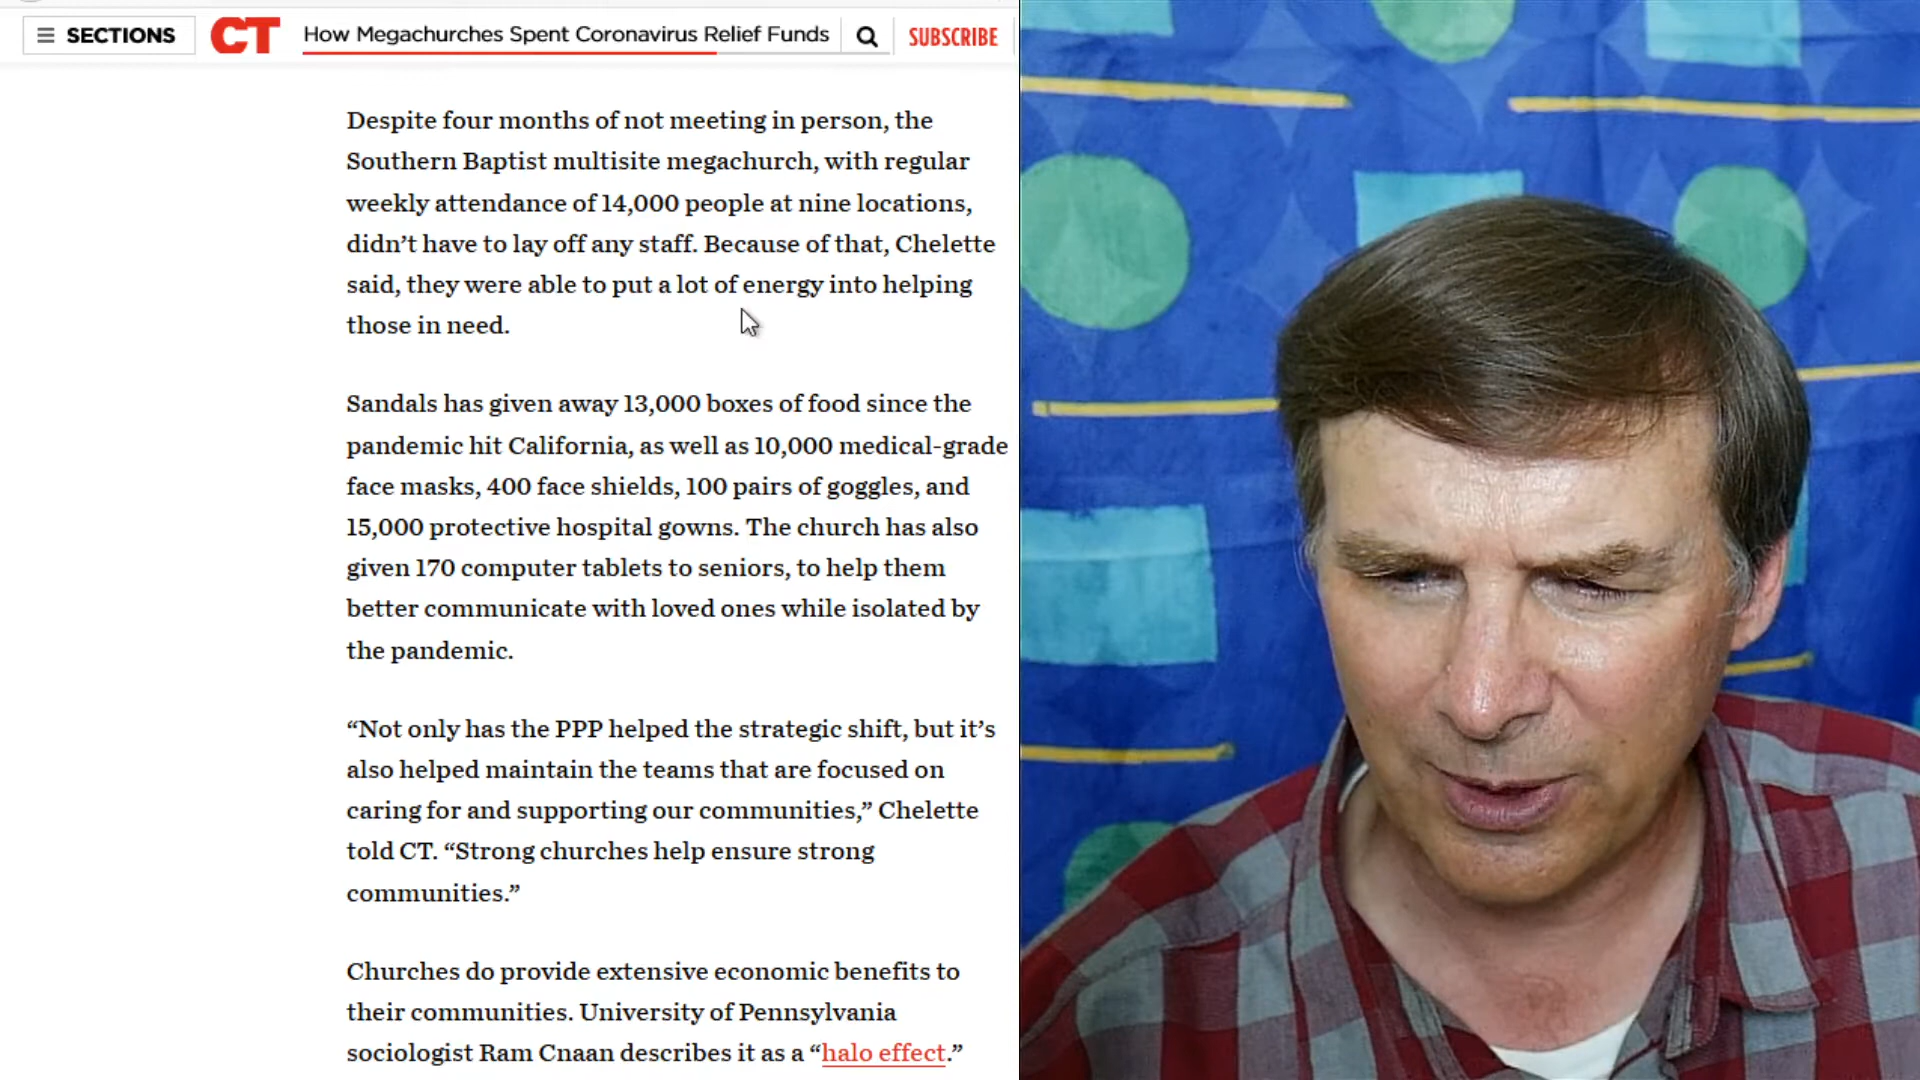 SECTIONS
CT
How Megachurches Spent Coronavirus Relief Funds
SUBSCRIBE
Despite four months of not meeting in person, the
Southern Baptist multisite megachurch, with regular
weekly attendance of 14,000 people at nine locations,
didn’t have to lay off any staff. Because of that, Chelette
said, they were able to put a lot of energy into helping
those in need.
Sandals has given away 13,000 boxes of food since the
pandemic hit California, as well as 10,000 medical-grade
face masks, 400 face shields, 100 pairs of goggles, and
15,000 protective hospital gowns. The church has also
given 170 computer tablets to seniors, to help them
better communicate with loved ones while isolated by
the pandemic.
“Not only has the PPP helped the strategic shift, but it’s
also helped maintain the teams that are focused on
caring for and supporting our communities,” Chelette
told CT. “Strong churches help ensure strong
communities.”
Churches do provide extensive economic benefits to
their communities. University of Pennsylvania
sociologist Ram Cnaan describes it as a “halo effect.”